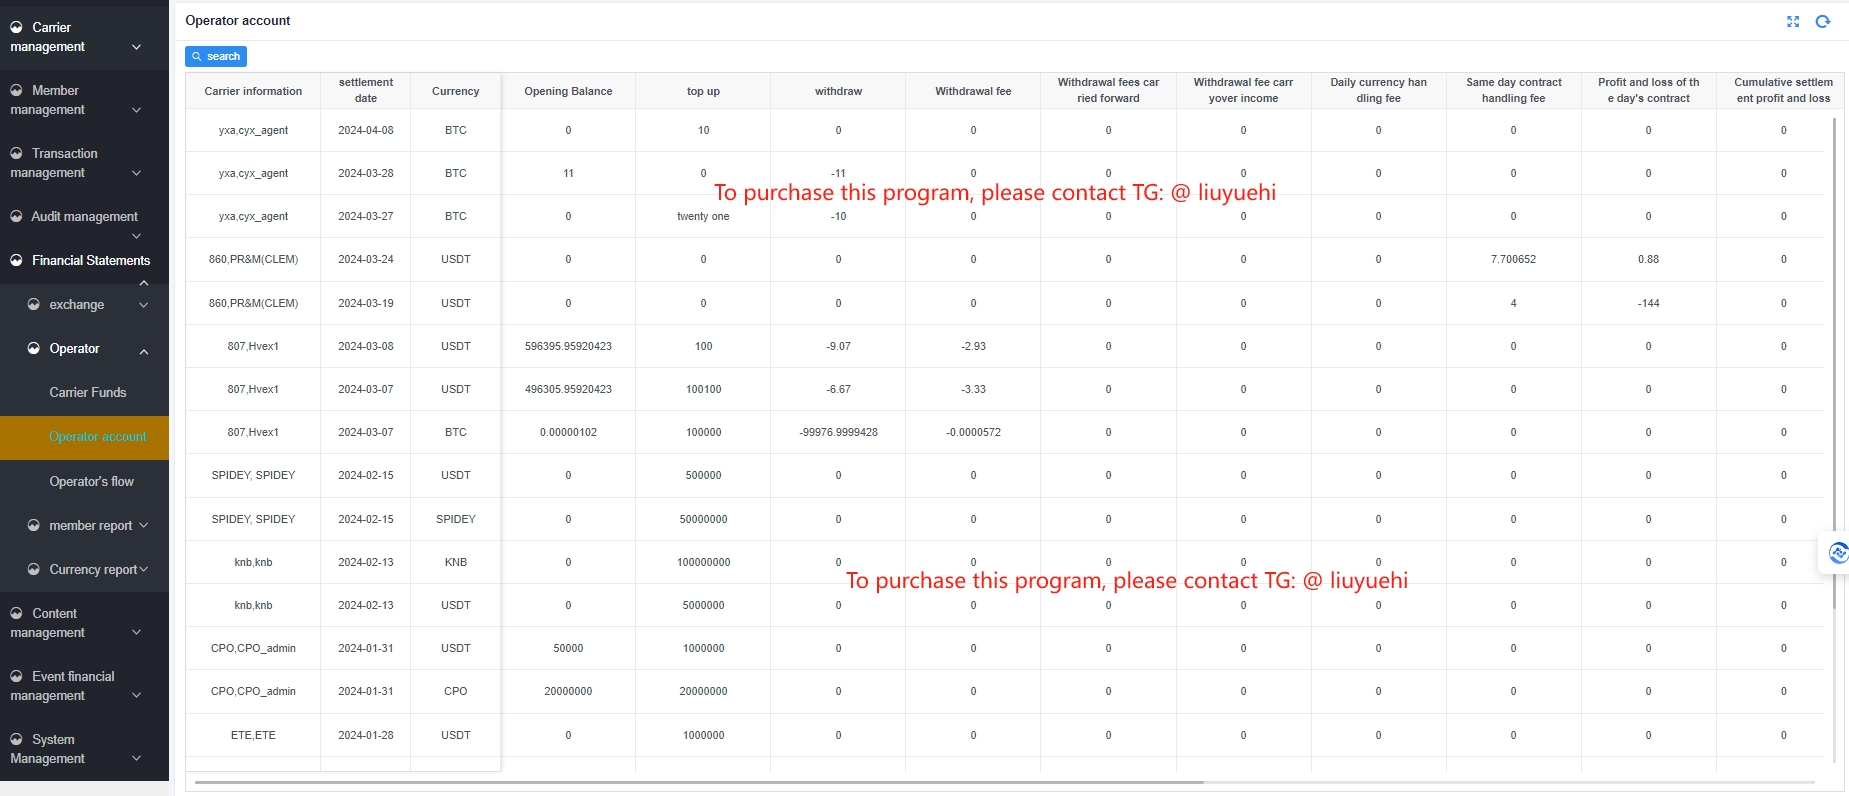 Carrier management
Member management
Transaction management
Audit management
Financial Statements
exchange
Operator
Carrier Funds
Operator account
Operator's flow
member report
Currency report
Content management
Event financial management
System Management
Operator account
search
Carrier information settlement date Currency Opening Balance top up withdraw Withdrawal fee Withdrawal fees car ried forward Withdrawal fee carr yover income Daily currency han dling fee Same day contract handling fee Profit and loss of th e day's contract Cumulative settlem ent profit and loss
yxa,cyx_agent 2024-04-08 BTC 0 10 0 0 0 0 0 0 0 0
yxa,cyx_agent 2024-03-28 BTC 11 0 -11 0 0 0 0 0 0 0
To purchase this program, please contact TG: @ liuyuehi
yxa,cyx_agent 2024-03-27 BTC 0 twenty one -10 0 0 0 0 0 0 0
860,PR&M(CLEM) 2024-03-24 USDT 0 0 0 0 0 0 0 7.700652 0.88 0
860,PR&M(CLEM) 2024-03-19 USDT 0 0 0 0 0 0 0 4 -144 0
807,Hvex1 2024-03-08 USDT 596395.95920423 100 -9.07 -2.93 0 0 0 0 0 0
807,Hvex1 2024-03-07 USDT 496305.95920423 100100 -6.67 -3.33 0 0 0 0 0 0
807,Hvex1 2024-03-07 BTC 0.00000102 100000 -99976.9999428 -0.0000572 0 0 0 0 0 0
SPIDEY, SPIDEY 2024-02-15 USDT 0 500000 0 0 0 0 0 0 0 0
SPIDEY, SPIDEY 2024-02-15 SPIDEY 0 50000000 0 0 0 0 0 0 0 0
knb,knb 2024-02-13 KNB 0 100000000 0 0 0 0 0 0 0 0
To purchase this program, please contact TG: @ liuyuehi
knb,knb 2024-02-13 USDT 0 5000000 0 0 0 0 0 0 0 0
CPO,CPO_admin 2024-01-31 USDT 50000 1000000 0 0 0 0 0 0 0 0
CPO,CPO_admin 2024-01-31 CPO 20000000 20000000 0 0 0 0 0 0 0 0
ETE,ETE 2024-01-28 USDT 0 1000000 0 0 0 0 0 0 0 0